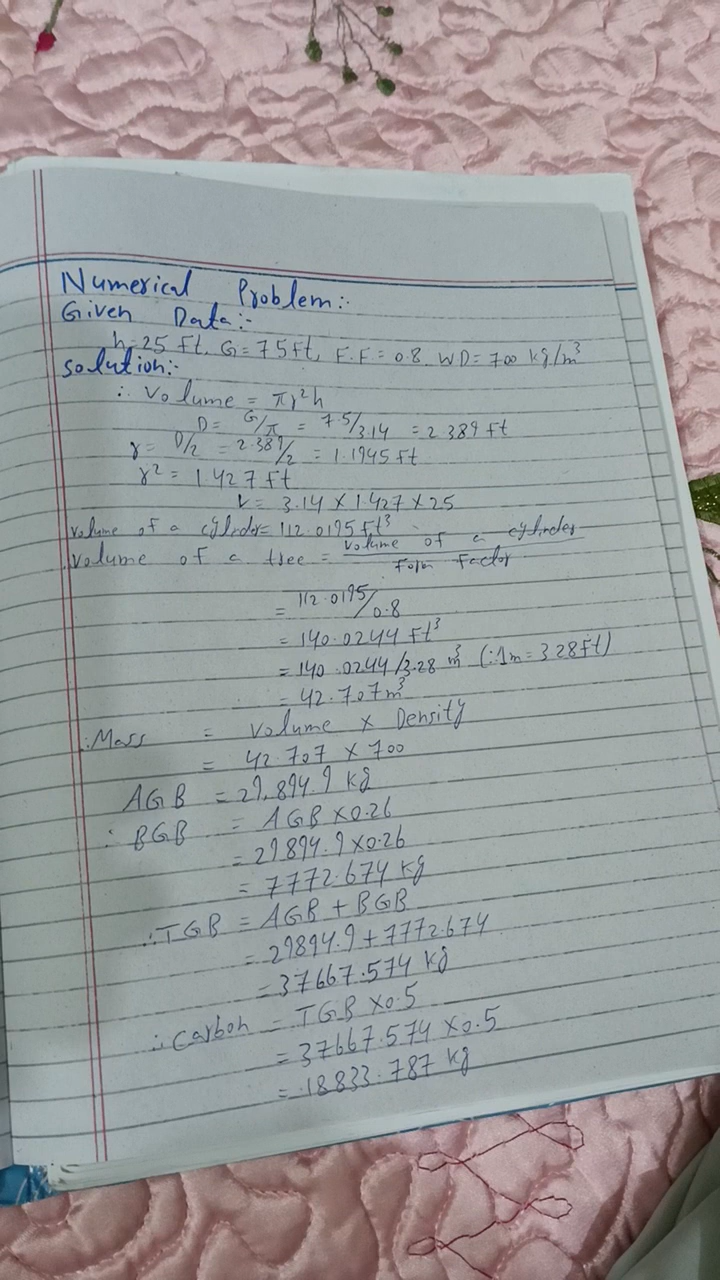 Numerical Problem:-
Given Data:-
h=25 Ft, G=7.5 Ft, F.F=0.8 WD=700 kg/m³
Solution:-
∴ Volume = πr²h
D= G/π = 7.5/3.14 = 2.389 Ft
r= D/2 = 2.389/2 = 1.1945 Ft
r² = 1.427 Ft
V= 3.14 × 1.427 × 25
Volume of a cylinder= 112.0195 Ft³
∴ Volume of a tree = Volume of a cylinder/Form Factor
= 112.0195/0.8
= 140.0244 Ft³
= 140.0244/3.28 m³ (∵1m = 3.28 Ft)
= 42.707 m³
∴ Mass = Volume × Density
= 42.707 × 700
AGB = 29,894.9 kg
∴ BGB = AGB × 0.26
= 29894.9 × 0.26
= 7772.674 kg
∴ TGB = AGB + BGB
= 29894.9 + 7772.674
= 37667.574 kg
∴ Carbon = TGB × 0.5
= 37667.574 × 0.5
= 18833.787 kg